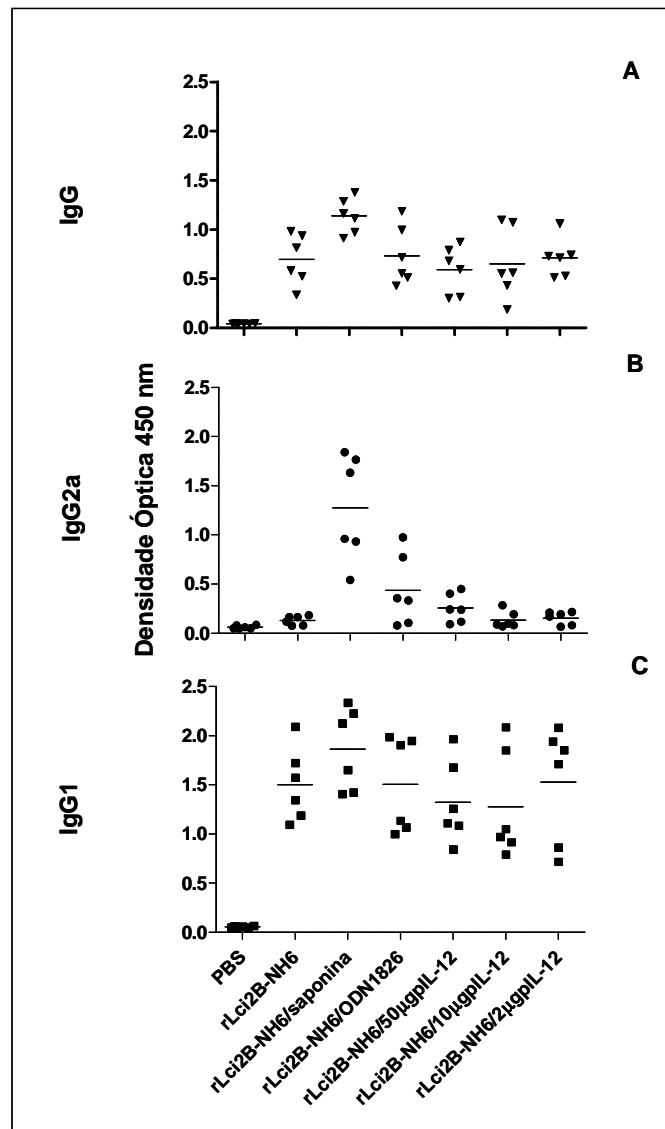 A
IgG
2.5
2.0
1.5
1.0
0.5
0.0
B
IgG2a
Densidade Óptica 450 nm
2.5
2.0
1.5
1.0
0.5
0.0
C
IgG1
2.5
2.0
1.5
1.0
0.5
0.0
PBS
rLci2B-NH6
rLci2B-NH6/saponina
rLci2B-NH6/ODN1826
rLci2B-NH6/50µgpIL-12
rLci2B-NH6/10µgpIL-12
rLci2B-NH6/2µgpIL-12